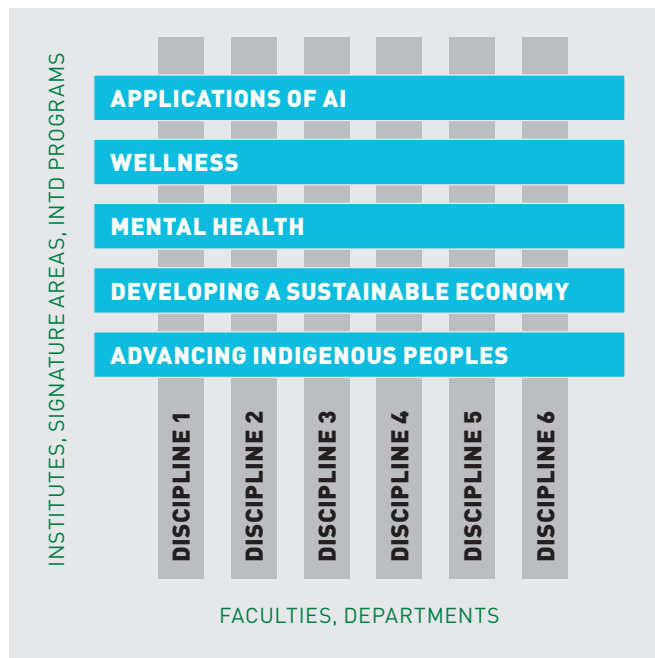 INSTITUTES, SIGNATURE AREAS, INTD PROGRAMS
APPLICATIONS OF AI
WELLNESS
MENTAL HEALTH
DEVELOPING A SUSTAINABLE ECONOMY
ADVANCING INDIGENOUS PEOPLES
DISCIPLINE 1
DISCIPLINE 2
DISCIPLINE 3
DISCIPLINE 4
DISCIPLINE 5
DISCIPLINE 6
FACULTIES, DEPARTMENTS